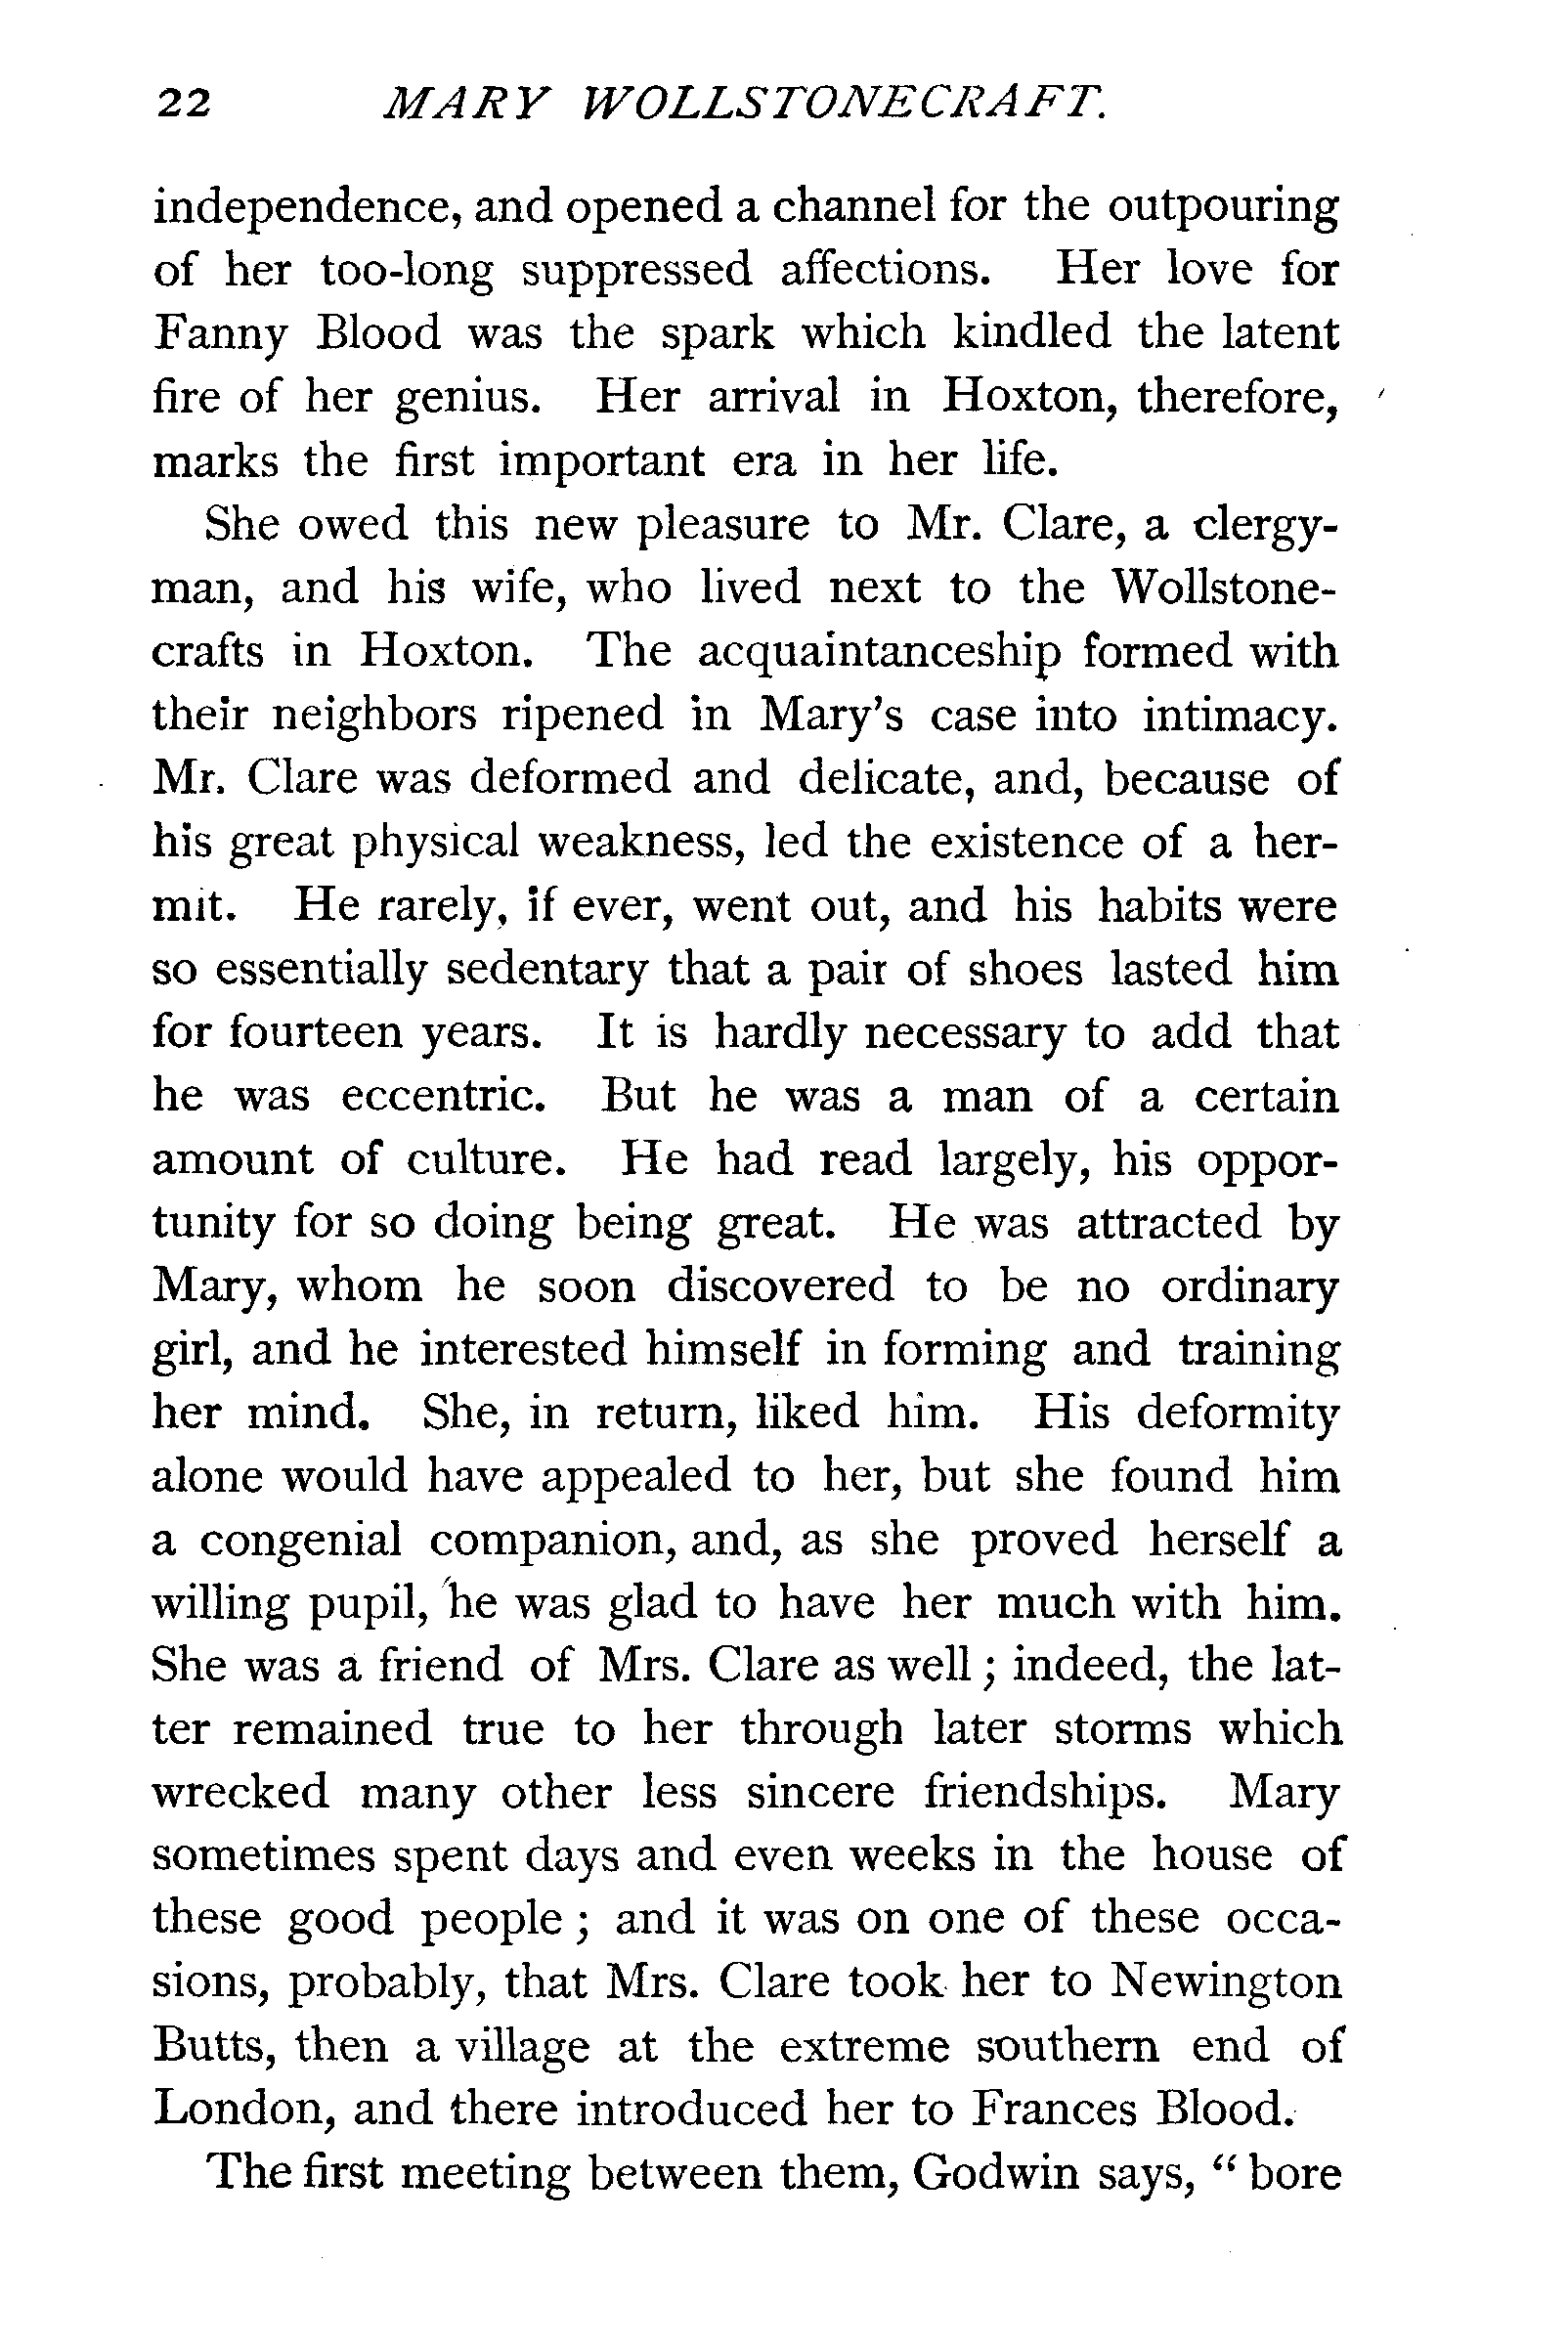 22 MARY WOLLSTONECRAFT.
independence, and opened a channel for the outpouring
of her too-long suppressed affections. Her love for
Fanny Blood was the spark which kindled the latent
fire of her genius. Her arrival in Hoxton, therefore,
marks the first important era in her life.
She owed this new pleasure to Mr. Clare, a clergy-
man, and his wife, who lived next to the Wollstone-
crafts in Hoxton. The acquaintanceship formed with
their neighbors ripened in Mary's case into intimacy.
Mr. Clare was deformed and delicate, and, because of
his great physical weakness, led the existence of a her-
mit. He rarely, if ever, went out, and his habits were
so essentially sedentary that a pair of shoes lasted him
for fourteen years. It is hardly necessary to add that
he was eccentric. But he was a man of a certain
amount of culture. He had read largely, his oppor-
tunity for so doing being great. He was attracted by
Mary, whom he soon discovered to be no ordinary
girl, and he interested himself in forming and training
her mind. She, in return, liked him. His deformity
alone would have appealed to her, but she found him
a congenial companion, and, as she proved herself a
willing pupil, he was glad to have her much with him.
She was a friend of Mrs. Clare as well ; indeed, the lat-
ter remained true to her through later storms which
wrecked many other less sincere friendships. Mary
sometimes spent days and even weeks in the house of
these good people ; and it was on one of these occa-
sions, probably, that Mrs. Clare took her to Newington
Butts, then a village at the extreme southern end of
London, and there introduced her to Frances Blood.
The first meeting between them, Godwin says, “ bore